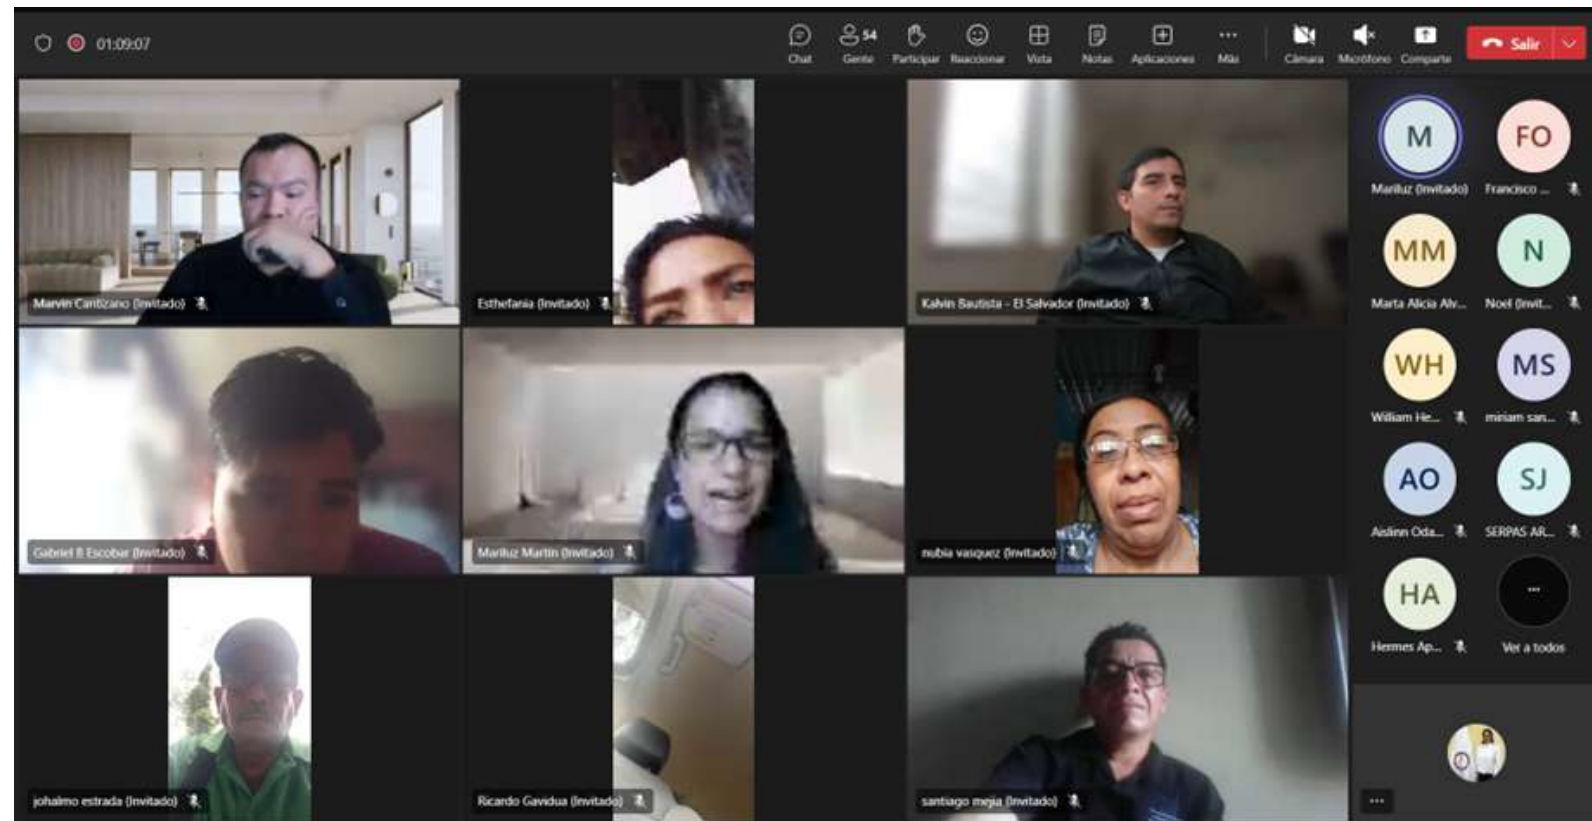 01:09:07
54
Chat
Gente
Participar
Reaccionar
Vista
Notas
Aplicaciones
Más
Cámara
Micrófono
Compartir
Salir
Marvin Cantizano (Invitado)
Esthefania (Invitado)
Kalvin Bautista - El Salvador (Invitado)
Gabriel B Escobar (Invitado)
Mariluz Martin (Invitado)
nubia vasquez (Invitado)
johalmo estrada (Invitado)
Ricardo Gavidua (Invitado)
santiago mejia (Invitado)
M
FO
Mariluz (Invitado)
Francisco ...
MM
N
Marta Alicia Alv...
Noel (Invit...
WH
MS
William He...
miriam san...
AO
SJ
Aislinn Oda...
SERPAS AR...
HA
...
Hermes Ap...
Ver a todos
...